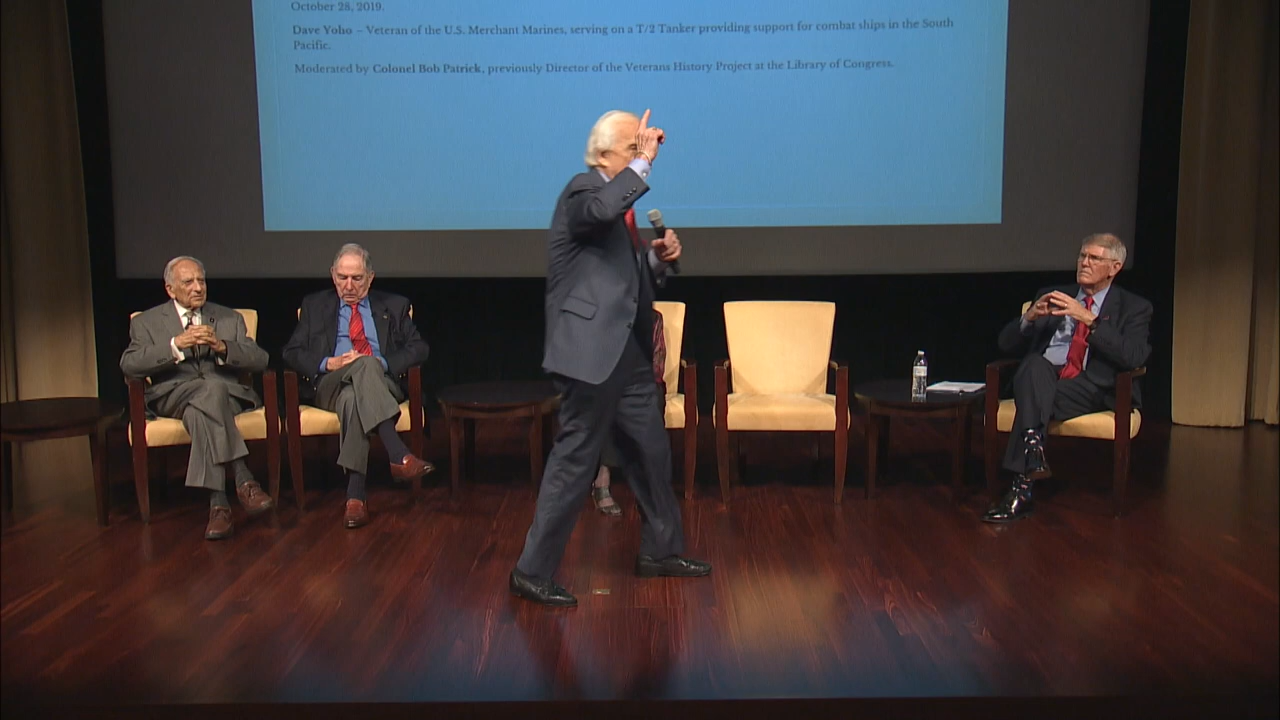 October 28, 2019.
Dave Yoho – Veteran of the U.S. Merchant Marines, serving on a T/2 Tanker providing support for combat ships in the South
Pacific.
Moderated by Colonel Bob Patrick, previously Director of the Veterans History Project at the Library of Congress.